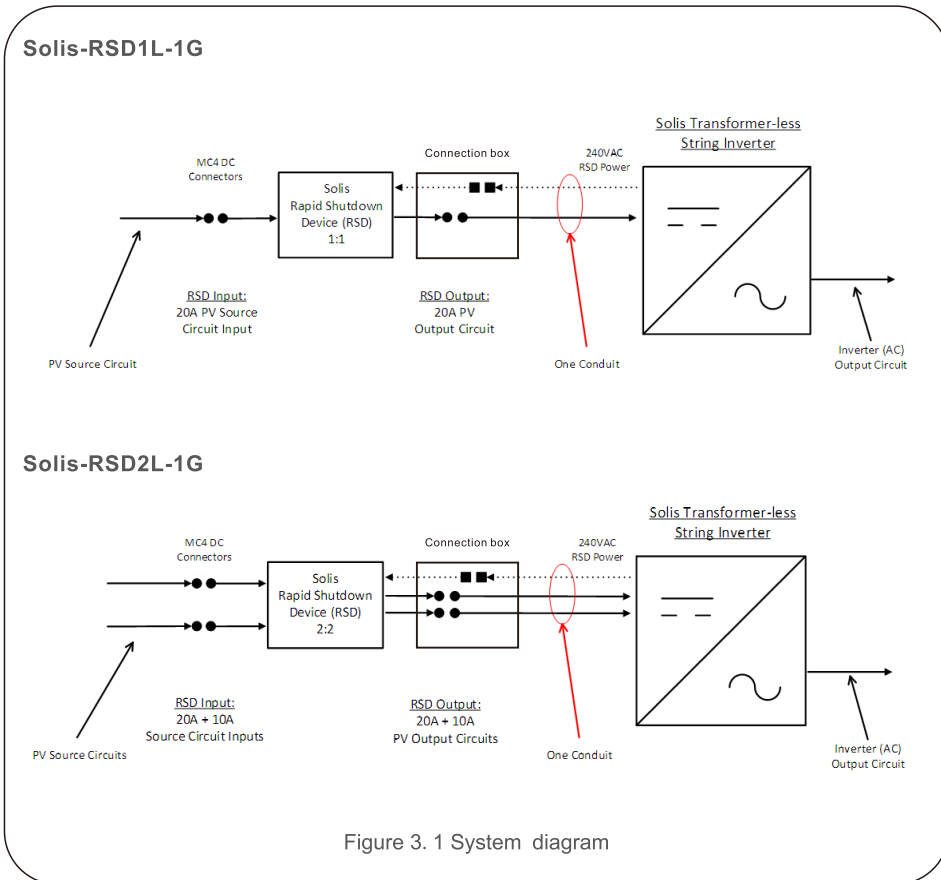 Solis-RSD1L-1G
Solis Transformer-less
String Inverter
MC4 DC
Connectors
Connection box
240VAC
RSD Power
Solis
Rapid Shutdown
Device (RSD)
1:1
RSD Input:
20A PV Source
Circuit Input
RSD Output:
20A PV
Output Circuit
PV Source Circuit
One Conduit
Inverter (AC)
Output Circuit
Solis-RSD2L-1G
Solis Transformer-less
String Inverter
MC4 DC
Connectors
Connection box
240VAC
RSD Power
Solis
Rapid Shutdown
Device (RSD)
2:2
RSD Input:
20A + 10A
Source Circuit Inputs
RSD Output:
20A + 10A
PV Output Circuits
PV Source Circuits
One Conduit
Inverter (AC)
Output Circuit
Figure 3. 1 System diagram